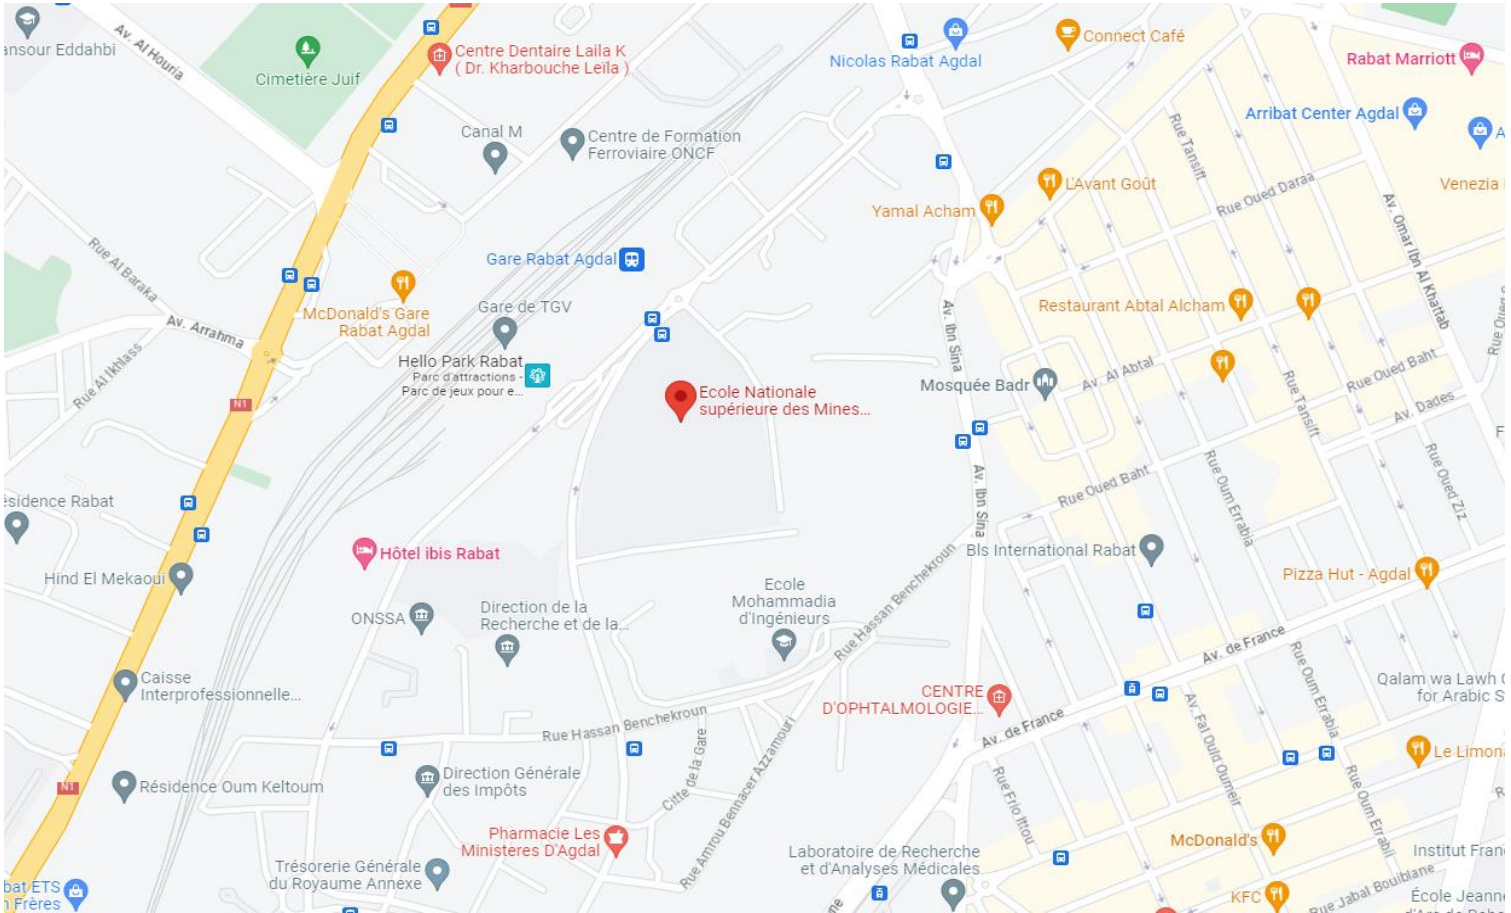 ansour Eddahbi
Av. Al Houria
Cimetière Juif
Centre Dentaire Laila K
( Dr. Kharbouche Leïla )
Nicolas Rabat Agdal
Connect Café
Rabat Marriott
Arribat Center Agdal
A
Canal M
Centre de Formation
Ferroviaire ONCF
Rue Tansift
L'Avant Goût
Rue Oued Daraa
Venezia
Yamal Acham
Av. Omar Ibn Al Khattab
Rue Al Baraka
Gare Rabat Agdal
McDonald's Gare
Rabat Agdal
Gare de TGV
Av. Ibn Sina
Restaurant Abtal Alcham
Av. Arrahma
Rue Al Ikhlass
Hello Park Rabat
Parc d'attractions -
Parc de jeux pour e...
Ecole Nationale
supérieure des Mines...
Mosquée Badr
Av. Al Abtal
Rue Oued Baht
Av. Dades
Rue Tansift
N1
Rue Oued Baht
Av. Ibn Sina
Rue Oum Errabia
Rue Oued Ziz
ésidence Rabat
Hôtel ibis Rabat
Bls International Rabat
Pizza Hut - Agdal
Hind El Mekaoui
ONSSA
Direction de la
Recherche et de la...
Ecole
Mohammadia
d'Ingénieurs
Rue Hassan Benchekroun
Av. de France
Rue Oum Errabia
Caisse
Interprofessionnelle...
CENTRE
D'OPHTALMOLOGIE...
Qalam wa Lawh C
for Arabic S
Rue Hassan Benchekroun
Av. de France
Av. Fal Ould Oumeir
Le Limona
N1
Résidence Oum Keltoum
Direction Générale
des Impôts
Citte de la Gare
Rue Amrou Bennacer Azzamouri
Rue Frio Ittou
Rue Oum Errabii
Pharmacie Les
Ministeres D'Agdal
McDonald's
Institut Fran
Trésorerie Générale
du Royaume Annexe
Laboratoire de Recherche
et d'Analyses Médicales
Rue Jabal Bouiblane
KFC
École Jeann
bat ETS
n Frères